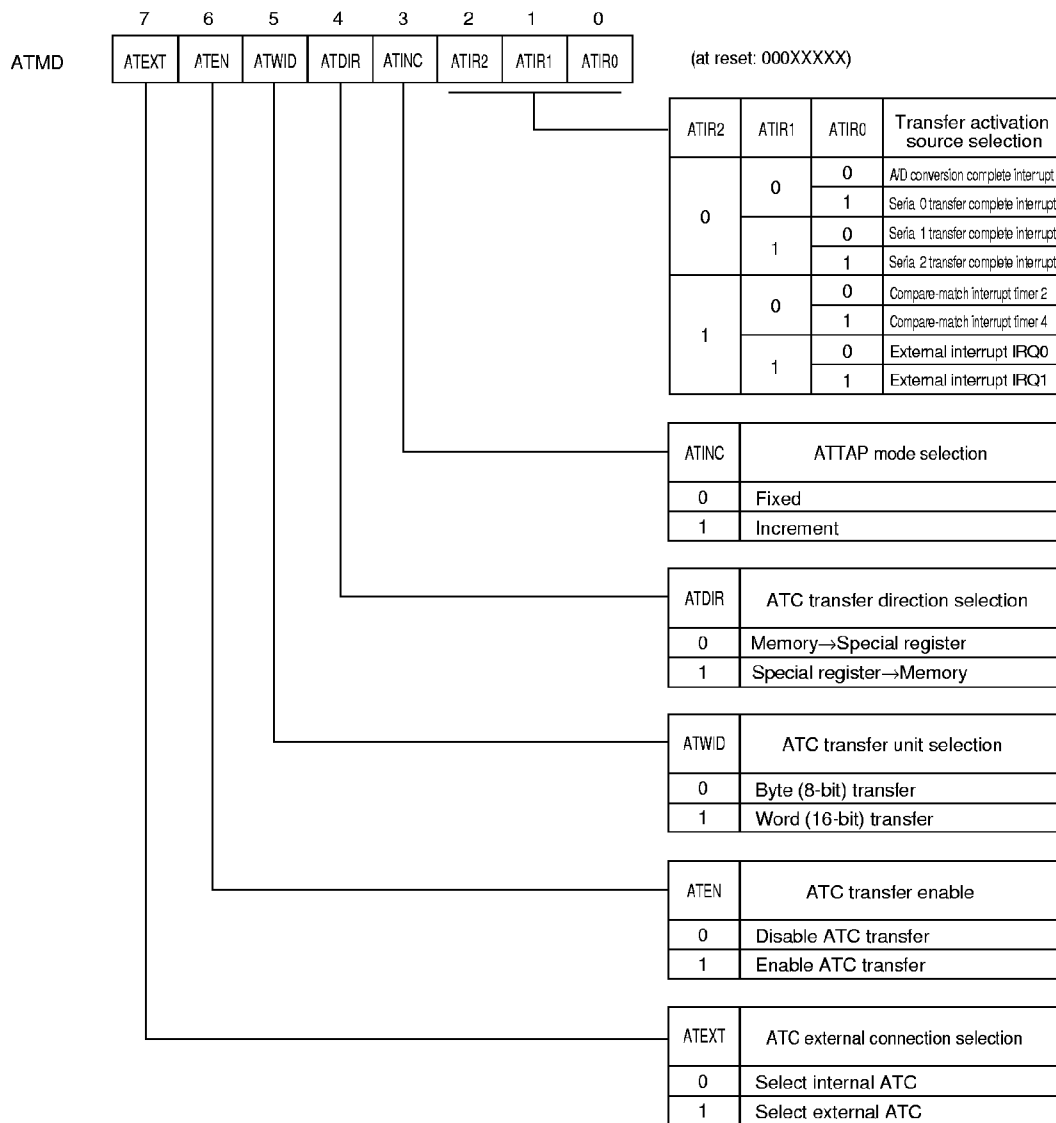 7 6 5 4 3 2 1 0
ATMD ATEXT ATEN ATWID ATDIR ATINC ATIR2 ATIR1 ATIR0 (at reset: 000XXXXX)
ATIR2 ATIR1 ATIR0 Transfer activation
source selection
0 0 0 A/D conversion complete interrupt
1 Seria. 0 transfer complete interrupt
1 0 Seria. 1 transfer complete interrupt
1 Seria. 2 transfer complete interrupt
1 0 0 Compare-match interrupt timer 2
1 Compare-match interrupt timer 4
1 0 External interrupt IRQ0
1 External interrupt IRQ1
ATINC ATTAP mode selection
0 Fixed
1 Increment
ATDIR ATC transfer direction selection
0 Memory→Special register
1 Special register→Memory
ATWID ATC transfer unit selection
0 Byte (8-bit) transfer
1 Word (16-bit) transfer
ATEN ATC transfer enable
0 Disable ATC transfer
1 Enable ATC transfer
ATEXT ATC external connection selection
0 Select internal ATC
1 Select external ATC